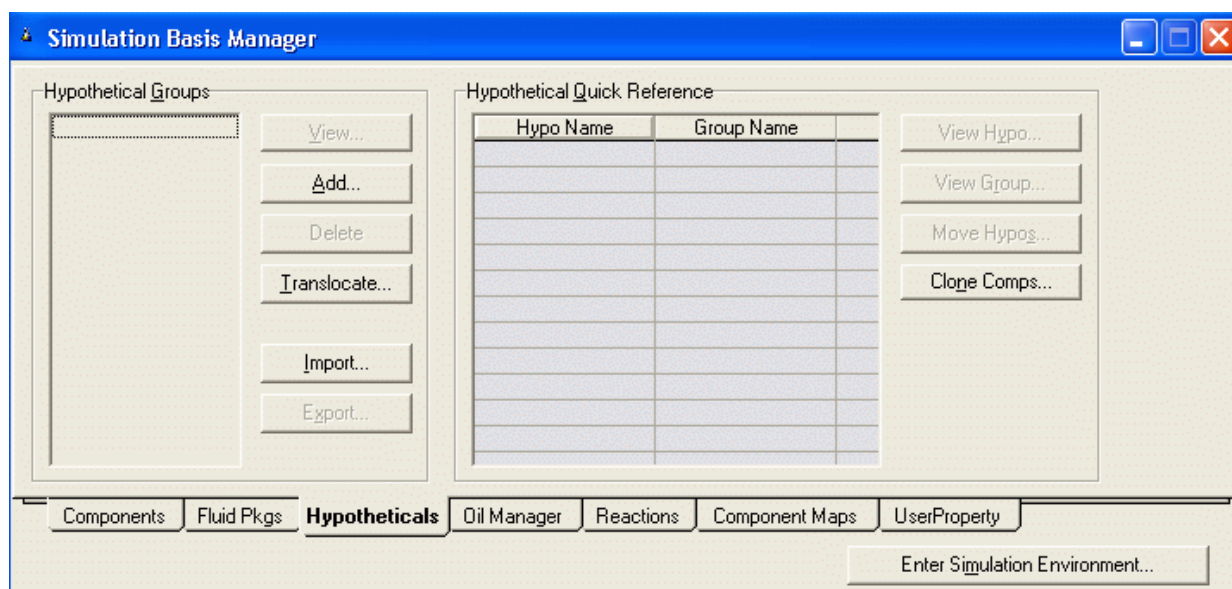 Simulation Basis Manager
Hypothetical Groups
View...
Add...
Delete
Translocate...
Import...
Export...
Hypothetical Quick Reference
Hypo Name Group Name
View Hypo...
View Group...
Move Hypos...
Clone Comps...
Components Fluid Pkgs Hypotheticals Oil Manager Reactions Component Maps UserProperty
Enter Simulation Environment...